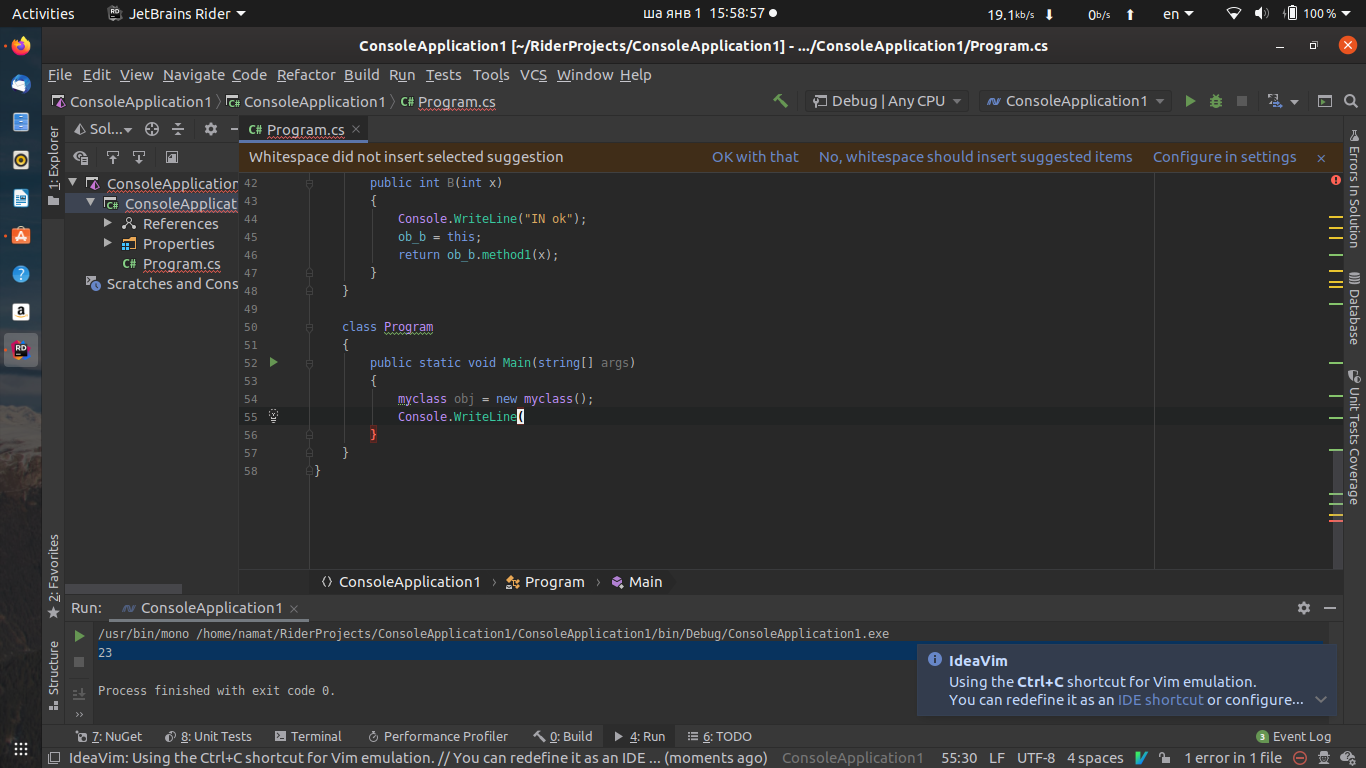 Activities JetBrains Rider ша янв 1 15:58:57 19.1kb/s 0b/s en 100 %
ConsoleApplication1 [~/RiderProjects/ConsoleApplication1] - .../ConsoleApplication1/Program.cs
File Edit View Navigate Code Refactor Build Run Tests Tools VCS Window Help
ConsoleApplication1 ConsoleApplication1 C# Program.cs Debug | Any CPU ConsoleApplication1
1: Explorer
Sol...
C# Program.cs
Whitespace did not insert selected suggestion OK with that No, whitespace should insert suggested items Configure in settings
ConsoleApplication
ConsoleApplicat
References
Properties
C# Program.cs
Scratches and Cons
42 public int B(int x)
43 {
44 Console.WriteLine("IN ok");
45 ob_b = this;
46 return ob_b.method1(x);
47 }
48 }
49
50 class Program
51 {
52 public static void Main(string[] args)
53 {
54 myclass obj = new myclass();
55 Console.WriteLine(
56 }
57 }
58 }
Errors In Solution
Database
Unit Tests Coverage
ConsoleApplication1 Program Main
2: Favorites
Structure
Run: ConsoleApplication1
/usr/bin/mono /home/namat/RiderProjects/ConsoleApplication1/ConsoleApplication1/bin/Debug/ConsoleApplication1.exe
23
Process finished with exit code 0.
IdeaVim
Using the Ctrl+C shortcut for Vim emulation.
You can redefine it as an IDE shortcut or configure...
7: NuGet 8: Unit Tests Terminal Performance Profiler 0: Build 4: Run 6: TODO 3 Event Log
IdeaVim: Using the Ctrl+C shortcut for Vim emulation. // You can redefine it as an IDE ... (moments ago) ConsoleApplication1 55:30 LF UTF-8 4 spaces 1 error in 1 file